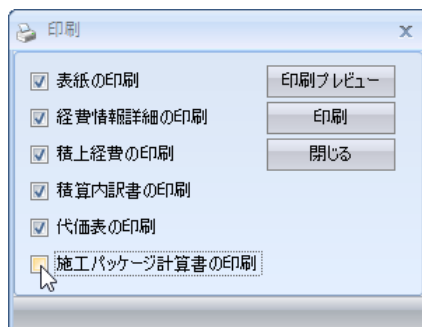 印刷
表紙の印刷
印刷プレビュー
経費情報詳細の印刷
印刷
積上経費の印刷
閉じる
積算内訳書の印刷
代価表の印刷
施工パッケージ計算書の印刷